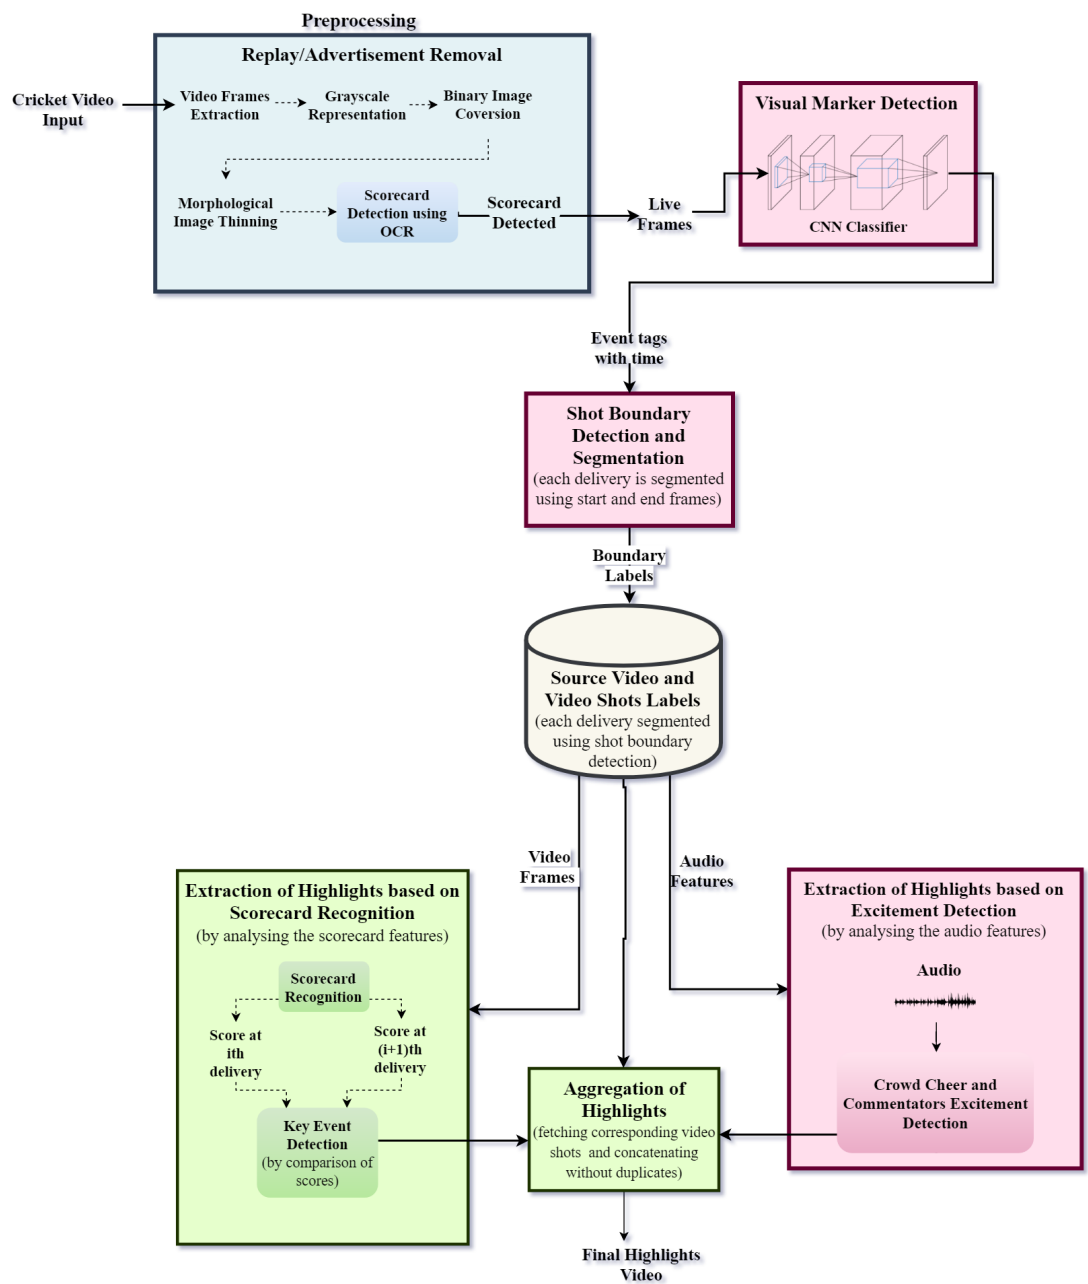 Preprocessing
Replay/Advertisement Removal
Cricket Video
Input
Video Frames
Extraction
Grayscale
Representation
Binary Image
Coversion
Morphological
Image Thinning
Scorecard
Detection using
OCR
Scorecard
Detected
Live
Frames
Visual Marker Detection
CNN Classifier
Event tags
with time
Shot Boundary
Detection and
Segmentation
(each delivery is segmented
using start and end frames)
Boundary
Labels
Source Video and
Video Shots Labels
(each delivery segmented
using shot boundary
detection)
Video
Frames
Audio
Features
Extraction of Highlights based on
Scorecard Recognition
(by analysing the scorecard features)
Scorecard
Recognition
Score at
ith
delivery
Score at
(i+1)th
delivery
Key Event
Detection
(by comparison of
scores)
Aggregation of
Highlights
(fetching corresponding video
shots and concatenating
without duplicates)
Extraction of Highlights based on
Excitement Detection
(by analysing the audio features)
Audio
Crowd Cheer and
Commentators Excitement
Detection
Final Highlights
Video